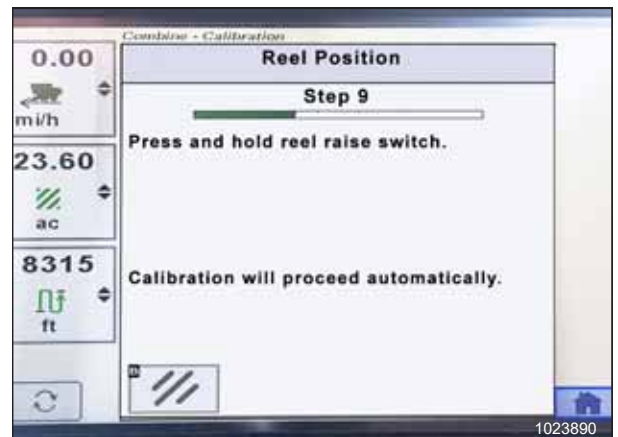 Combine - Calibration
0.00
mi/h
23.60
ac
8315
ft
Reel Position
Step 9
Press and hold reel raise switch.
Calibration will proceed automatically.
1023890